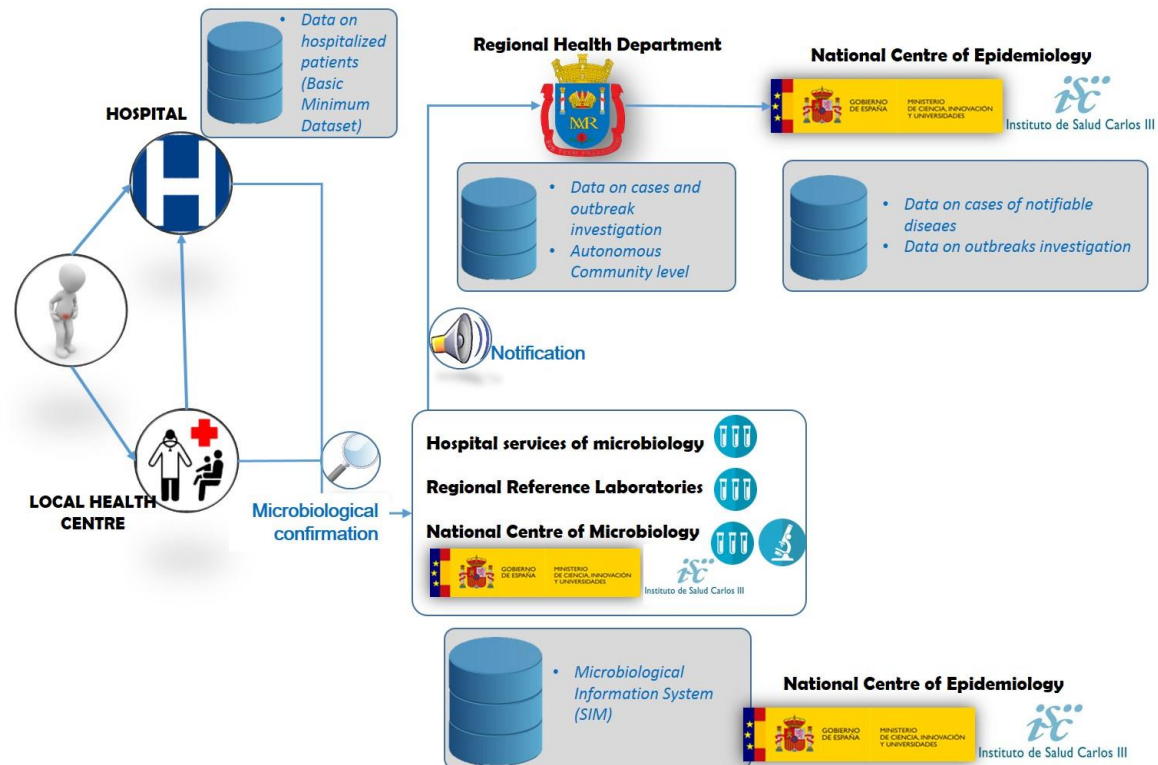 • Data on
hospitalized
patients
(Basic
Minimum
Dataset)
HOSPITAL
H
LOCAL HEALTH
CENTRE
Microbiological
confirmation
Regional Health Department
• Data on cases and
outbreak
investigation
• Autonomous
Community level
National Centre of Epidemiology
GOBIERNO
DE ESPAÑA
MINISTERIO
DE CIENCIA, INNOVACIÓN
Y UNIVERSIDADES
isciii
Instituto de Salud Carlos III
• Data on cases of notifiable
diseaes
• Data on outbreaks investigation
Notification
Hospital services of microbiology
Regional Reference Laboratories
National Centre of Microbiology
GOBIERNO
DE ESPAÑA
MINISTERIO
DE CIENCIA, INNOVACIÓN
Y UNIVERSIDADES
isciii
Instituto de Salud Carlos III
• Microbiological
Information System
(SIM)
National Centre of Epidemiology
GOBIERNO
DE ESPAÑA
MINISTERIO
DE CIENCIA, INNOVACIÓN
Y UNIVERSIDADES
isciii
Instituto de Salud Carlos III